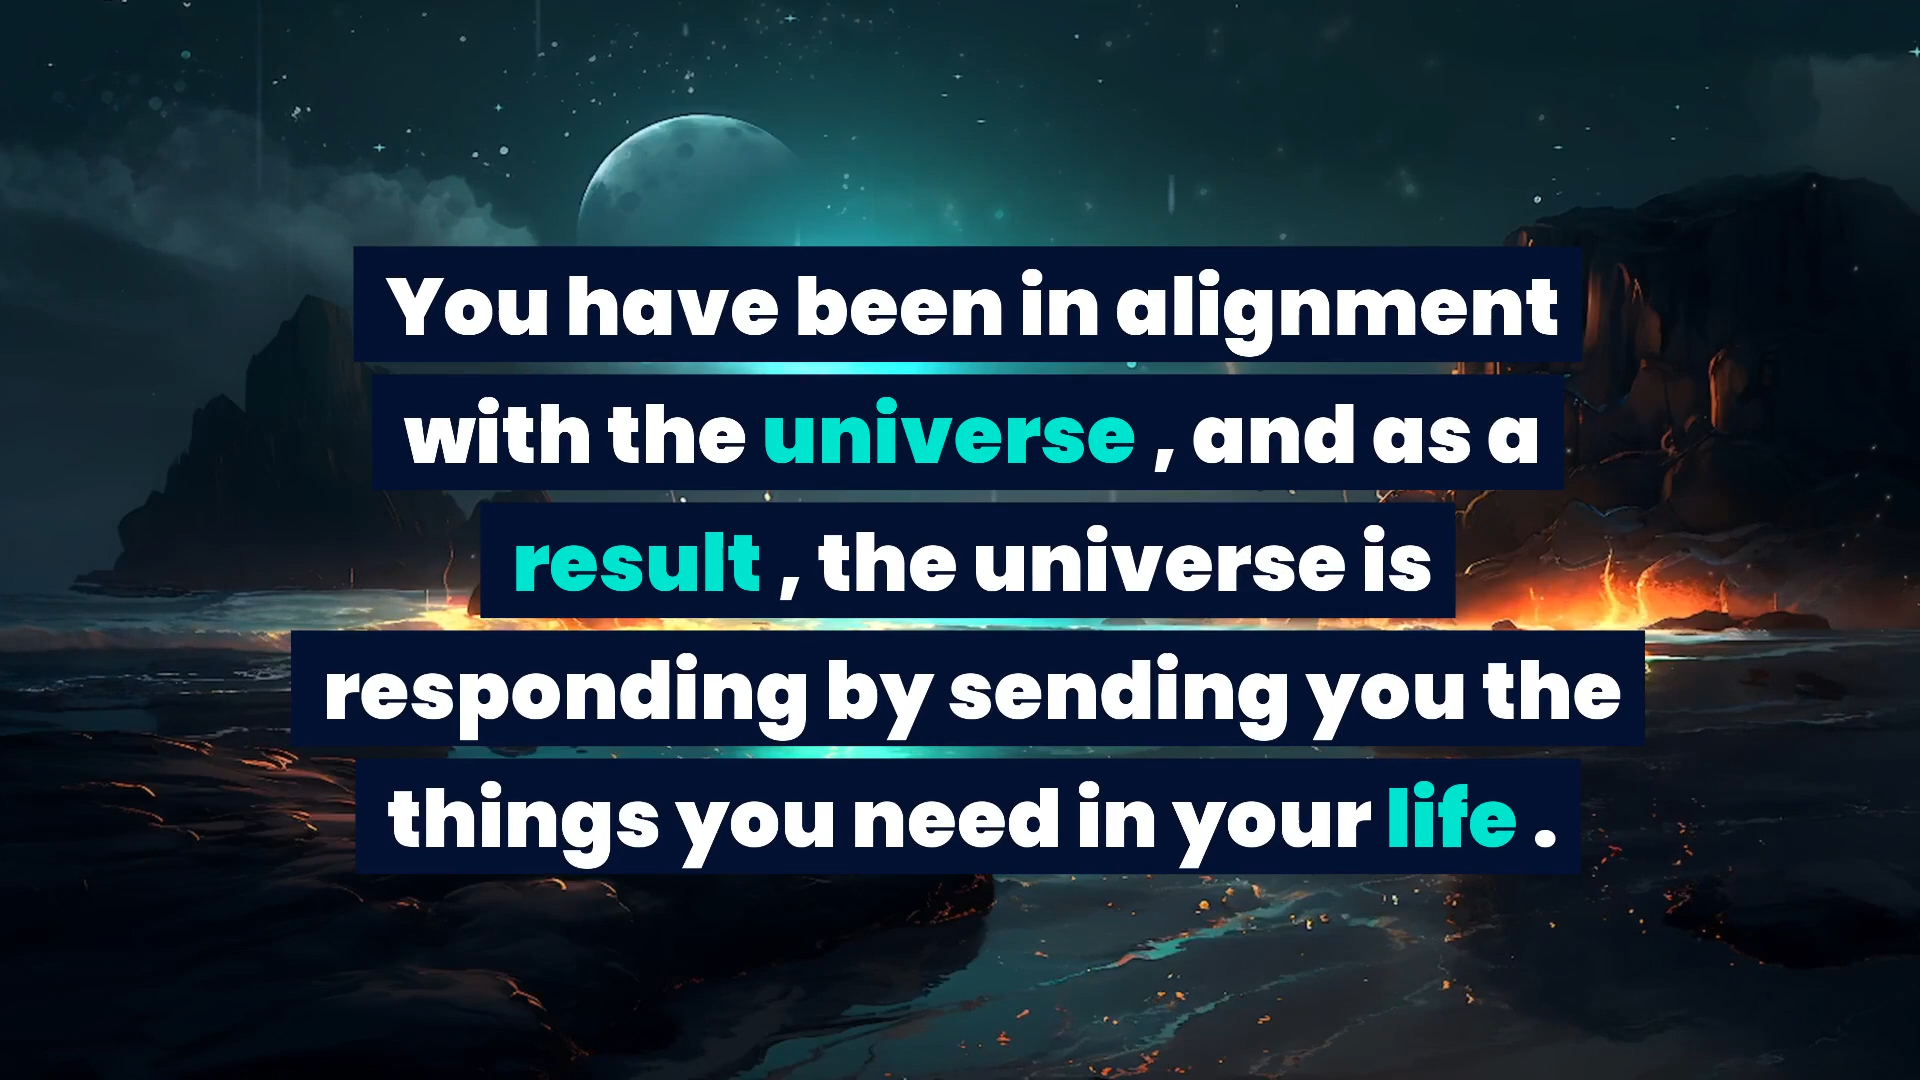 You have been in alignment
with the universe , and as a
result , the universe is
responding by sending you the
things you need in your life .